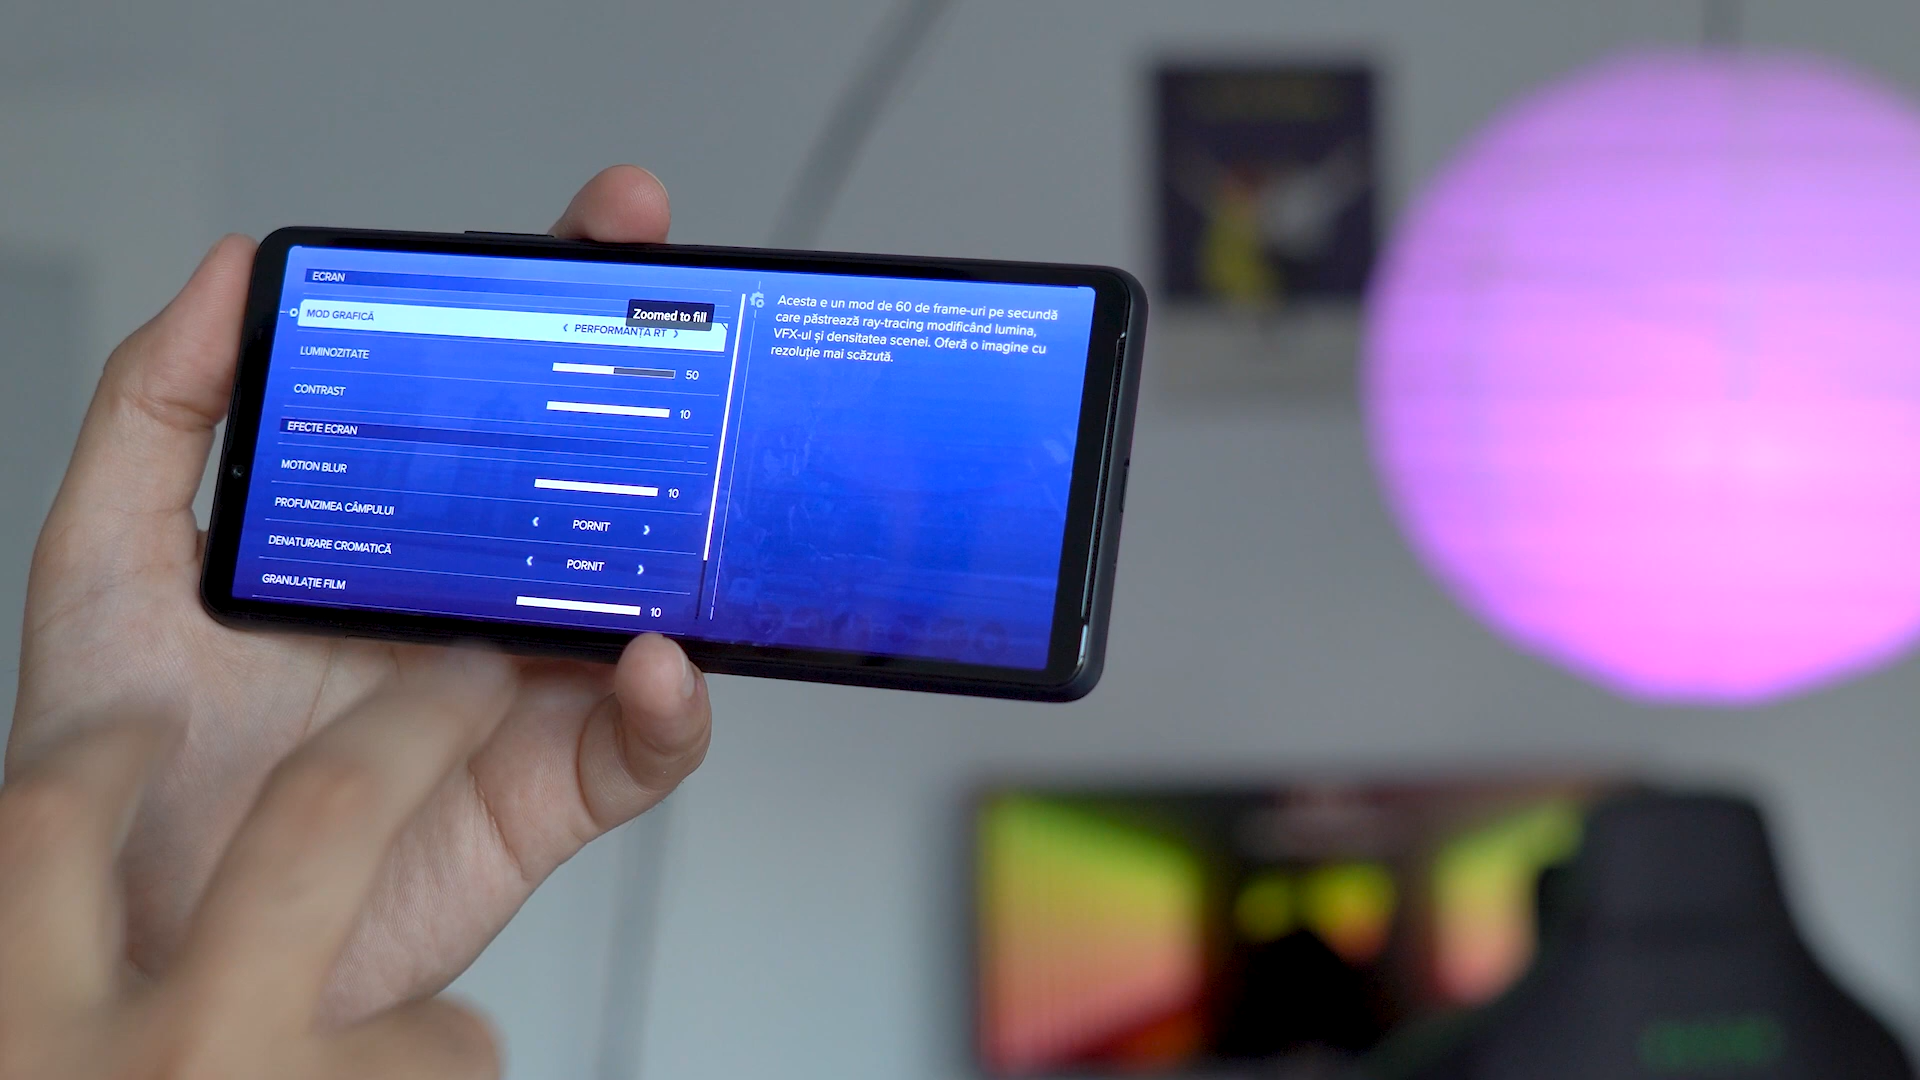 ECRAN
Zoomed to fill
MOD GRAFICĂ
PERFORMANȚA RT
LUMINOZITATE
50
CONTRAST
10
EFECTE ECRAN
MOTION BLUR
10
PROFUNZIMEA CÂMPULUI
PORNIT
DENATURARE CROMATICĂ
PORNIT
GRANULAȚIE FILM
10
Acesta e un mod de 60 de frame-uri pe secundă
care păstrează ray-tracing modificând lumina,
VFX-ul și densitatea scenei. Oferă o imagine cu
rezoluție mai scăzută.